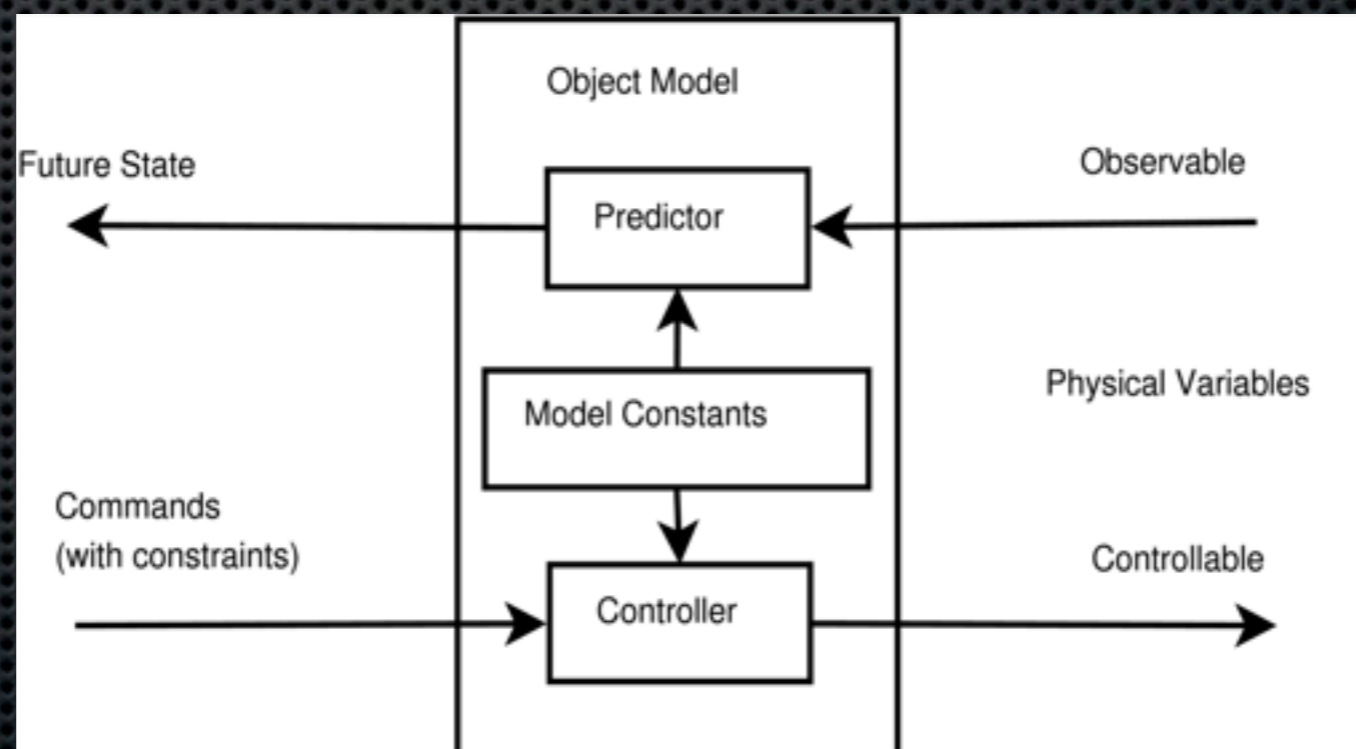 Object Model
Future State
Observable
Predictor
Physical Variables
Model Constants
Commands
(with constraints)
Controllable
Controller